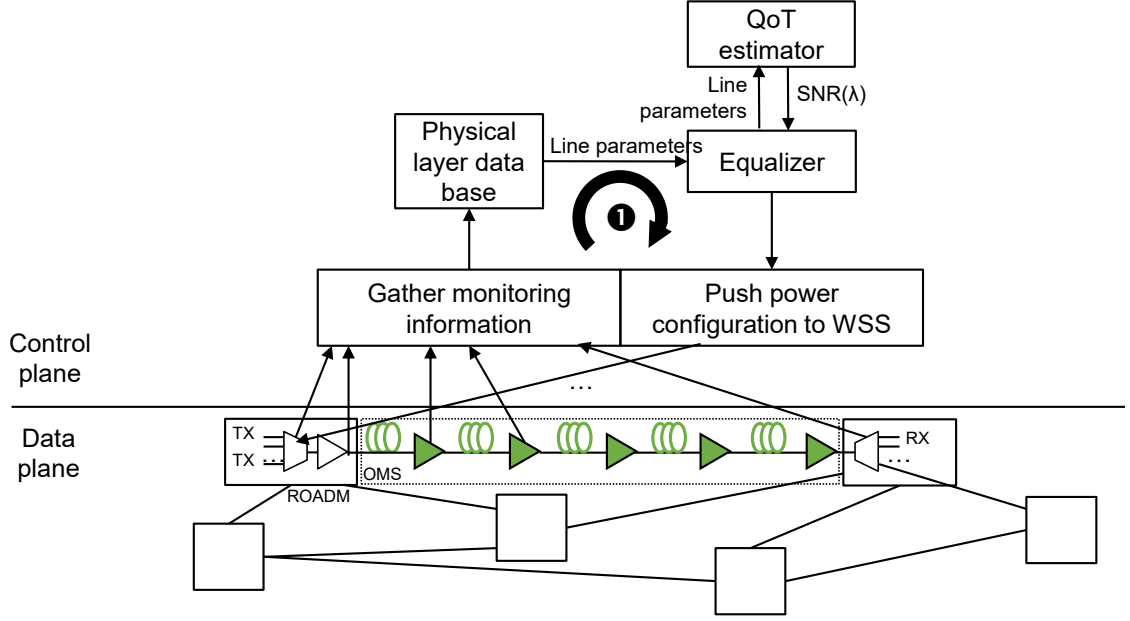 QoT
estimator
Line
parameters
SNR(λ)
Physical
layer data
base
Line parameters
Equalizer
❶
Gather monitoring
information
Push power
configuration to WSS
Control
plane
...
Data
plane
TX
TX ...
ROADM
OMS
RX
...